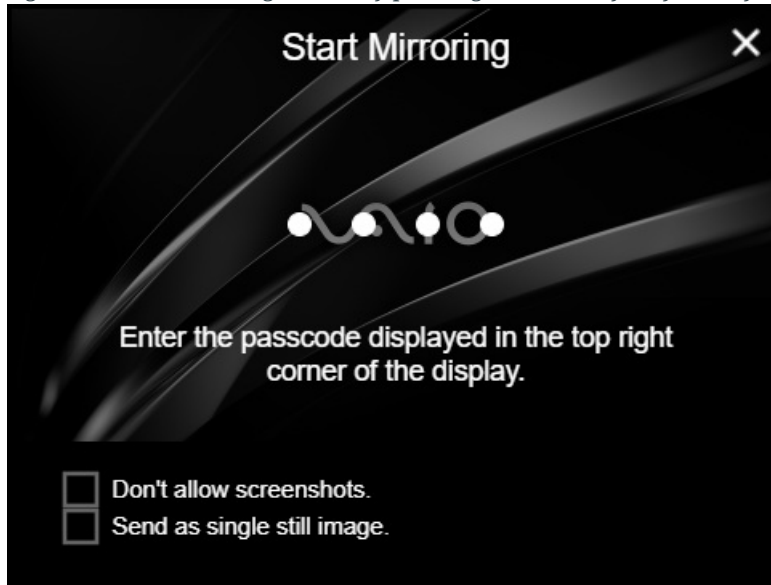 Start Mirroring
VAIO
Enter the passcode displayed in the top right
corner of the display.
Don't allow screenshots.
Send as single still image.